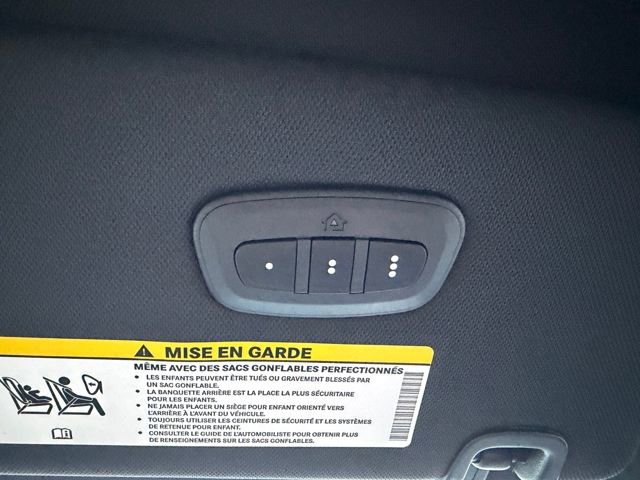 MISE EN GARDE
MÊME AVEC DES SACS GONFLABLES PERFECTIONNÉS
• LES ENFANTS PEUVENT ÊTRE TUÉS OU GRAVEMENT BLESSÉS PAR
UN SAC GONFLABLE.
• LA BANQUETTE ARRIÈRE EST LA PLACE LA PLUS SÉCURITAIRE
POUR LES ENFANTS.
• NE JAMAIS PLACER UN SIÈGE POUR ENFANT ORIENTÉ VERS
L'ARRIÈRE À L'AVANT DU VÉHICULE.
• TOUJOURS UTILISER LES CEINTURES DE SÉCURITÉ ET LES SYSTÈMES
DE RETENUE POUR ENFANT.
• CONSULTER LE GUIDE DE L'AUTOMOBILISTE POUR OBTENIR PLUS
DE RENSEIGNEMENTS SUR LES SACS GONFLABLES.